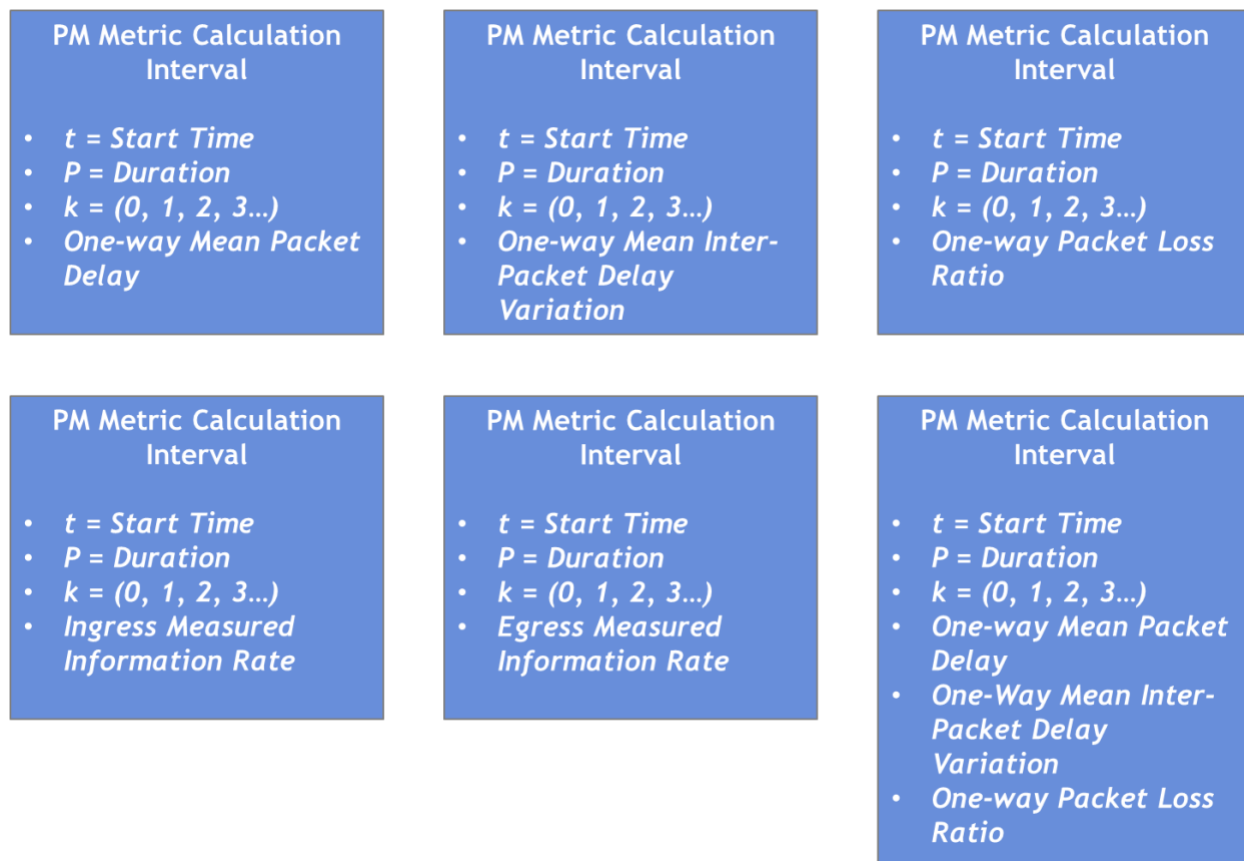 PM Metric Calculation
Interval
• t = Start Time
• P = Duration
• k = (0, 1, 2, 3…)
• One-way Mean Packet
Delay
PM Metric Calculation
Interval
• t = Start Time
• P = Duration
• k = (0, 1, 2, 3…)
• One-way Mean Inter-
Packet Delay
Variation
PM Metric Calculation
Interval
• t = Start Time
• P = Duration
• k = (0, 1, 2, 3…)
• One-way Packet Loss
Ratio
PM Metric Calculation
Interval
• t = Start Time
• P = Duration
• k = (0, 1, 2, 3…)
• Ingress Measured
Information Rate
PM Metric Calculation
Interval
• t = Start Time
• P = Duration
• k = (0, 1, 2, 3…)
• Egress Measured
Information Rate
PM Metric Calculation
Interval
• t = Start Time
• P = Duration
• k = (0, 1, 2, 3…)
• One-way Mean Packet
Delay
• One-Way Mean Inter-
Packet Delay
Variation
• One-way Packet Loss
Ratio